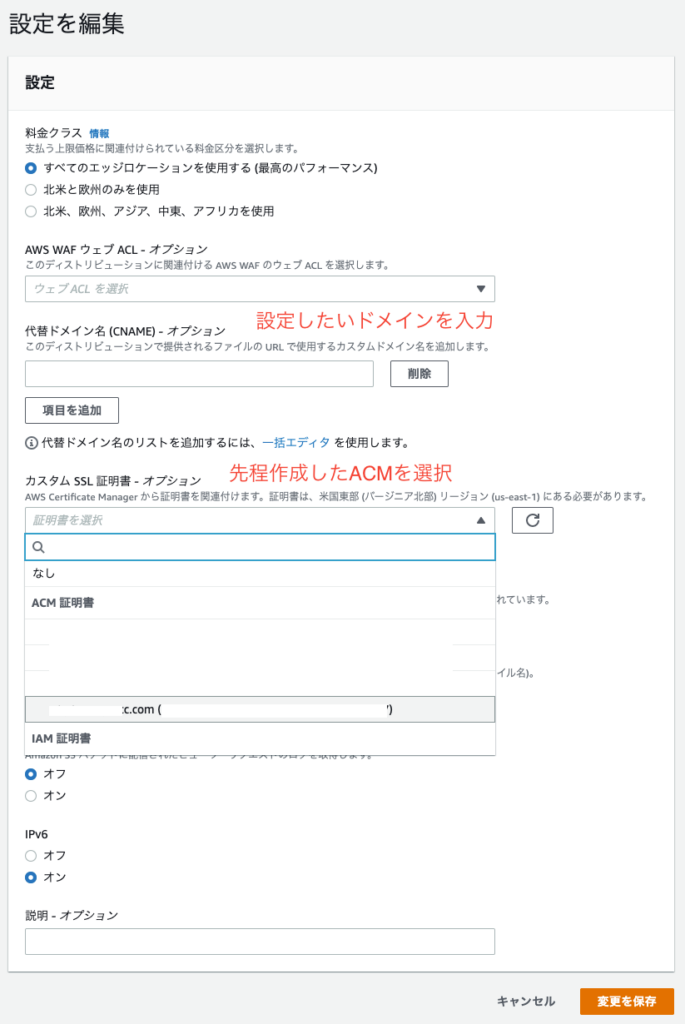 設定を編集
設定
料金クラス 情報
支払う上限価格に関連付けられている料金区分を選択します。
すべてのエッジロケーションを使用する (最高のパフォーマンス)
北米と欧州のみを使用
北米、欧州、アジア、中東、アフリカを使用
AWS WAF ウェブ ACL - オプション
このディストリビューションに関連付ける AWS WAF のウェブ ACL を選択します。
ウェブ ACL を選択
設定したいドメインを入力
代替ドメイン名 (CNAME) - オプション
このディストリビューションで提供されるファイルの URL で使用するカスタムドメイン名を追加します。
削除
項目を追加
代替ドメイン名のリストを追加するには、一括エディタ を使用します。
先程作成したACMを選択
カスタム SSL 証明書 - オプション
AWS Certificate Manager から証明書を関連付けます。証明書は、米国東部 (バージニア北部) リージョン (us-east-1) にある必要があります。
証明書を選択
なし
ACM 証明書
れています。
イル名)。
c.com ( )
IAM 証明書
オフ
オン
IPv6
オフ
オン
説明 - オプション
キャンセル
変更を保存